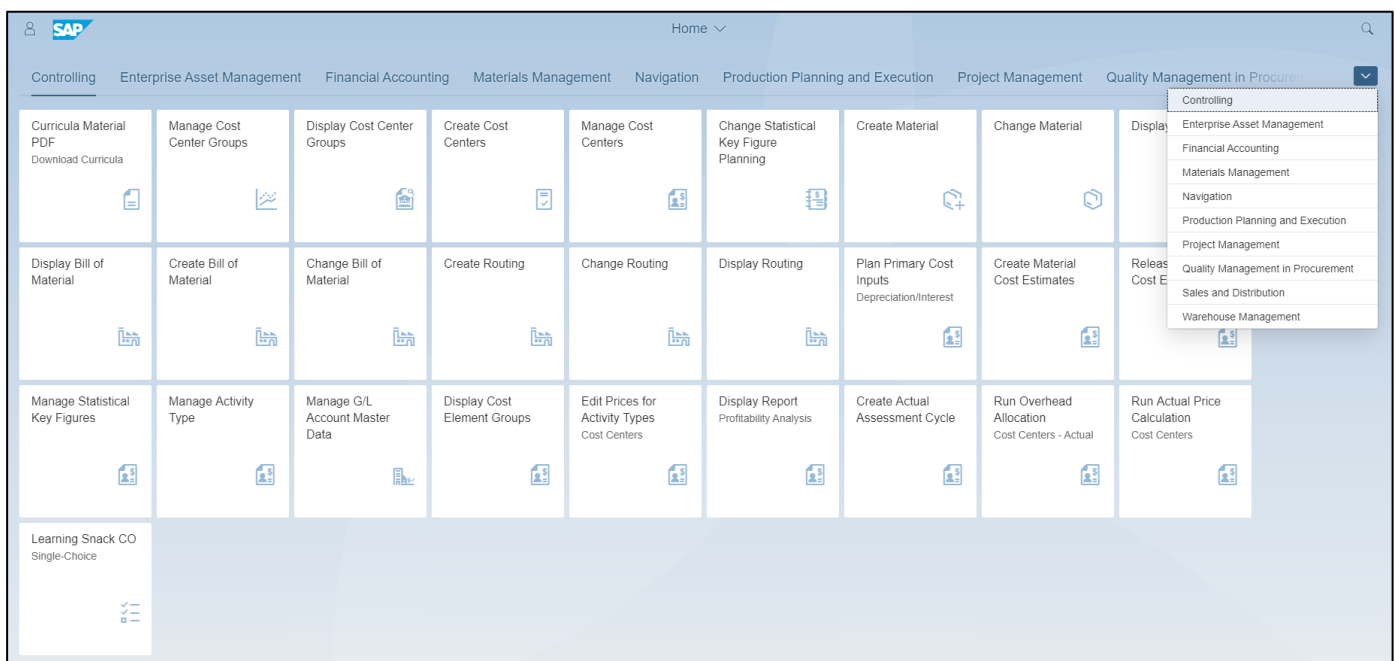 SAP
Home
Controlling Enterprise Asset Management Financial Accounting Materials Management Navigation Production Planning and Execution Project Management Quality Management in
Controlling
Enterprise Asset Management
Financial Accounting
Materials Management
Navigation
Production Planning and Execution
Project Management
Quality Management in Procurement
Sales and Distribution
Warehouse Management
Curricula Material
PDF
Download Curricula
Manage Cost
Center Groups
Display Cost Center
Groups
Create Cost
Centers
Manage Cost
Centers
Change Statistical
Key Figure
Planning
Create Material
Change Material
Display
Display Bill of
Material
Create Bill of
Material
Change Bill of
Material
Create Routing
Change Routing
Display Routing
Plan Primary Cost
Inputs
Depreciation/Interest
Create Material
Cost Estimates
Cost
Manage Statistical
Key Figures
Manage Activity
Type
Manage G/L
Account Master
Data
Display Cost
Element Groups
Edit Prices for
Activity Types
Cost Centers
Display Report
Profitability Analysis
Create Actual
Assessment Cycle
Run Overhead
Allocation
Cost Centers - Actual
Run Actual Price
Calculation
Cost Centers
Learning Snack CO
Single-Choice